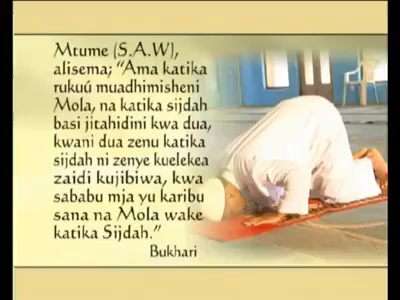 Mtume (S.A.W),
alisema; "Ama katika
rukuú muadhimisheni
Mola, na katika sijdah
basi jitahidini kwa dua,
kwani dua zenu katika
sijdah ni zenye kuelekea
zaidi kujibiwa, kwa
sababu mja yu karibu
sana na Mola wake
katika Sijdah."
Bukhari